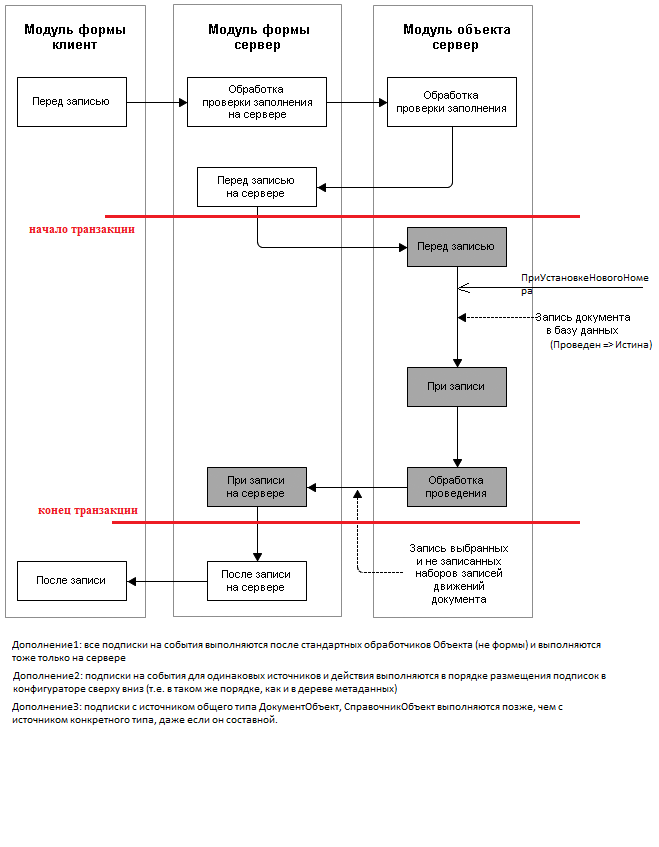 Модуль формы
клиент
Модуль формы
сервер
Модуль объекта
сервер
Перед записью
Обработка
проверки заполнения
на сервере
Обработка
проверки заполнения
Перед записью
на сервере
начало транзакции
Перед записью
ПриУстановкеНовогоНоме
ра
Запись документа
в базу данных
(Проведен => Истина)
При записи
При записи
на сервере
Обработка
проведения
конец транзакции
Запись выбранных
и не записанных
наборов записей
движений
документа
После записи
После записи
на сервере
Дополнение1: все подписки на события выполняются после стандартных обработчиков Объекта (не формы) и выполняются
тоже только на сервере
Дополнение2: подписки на события для одинаковых источников и действия выполняются в порядке размещения подписок в
конфигураторе сверху вниз (т.е. в таком же порядке, как и в дереве метаданных)
Дополнение3: подписки с источником общего типа ДокументОбъект, СправочникОбъект выполняются позже, чем с
источником конкретного типа, даже если он составной.